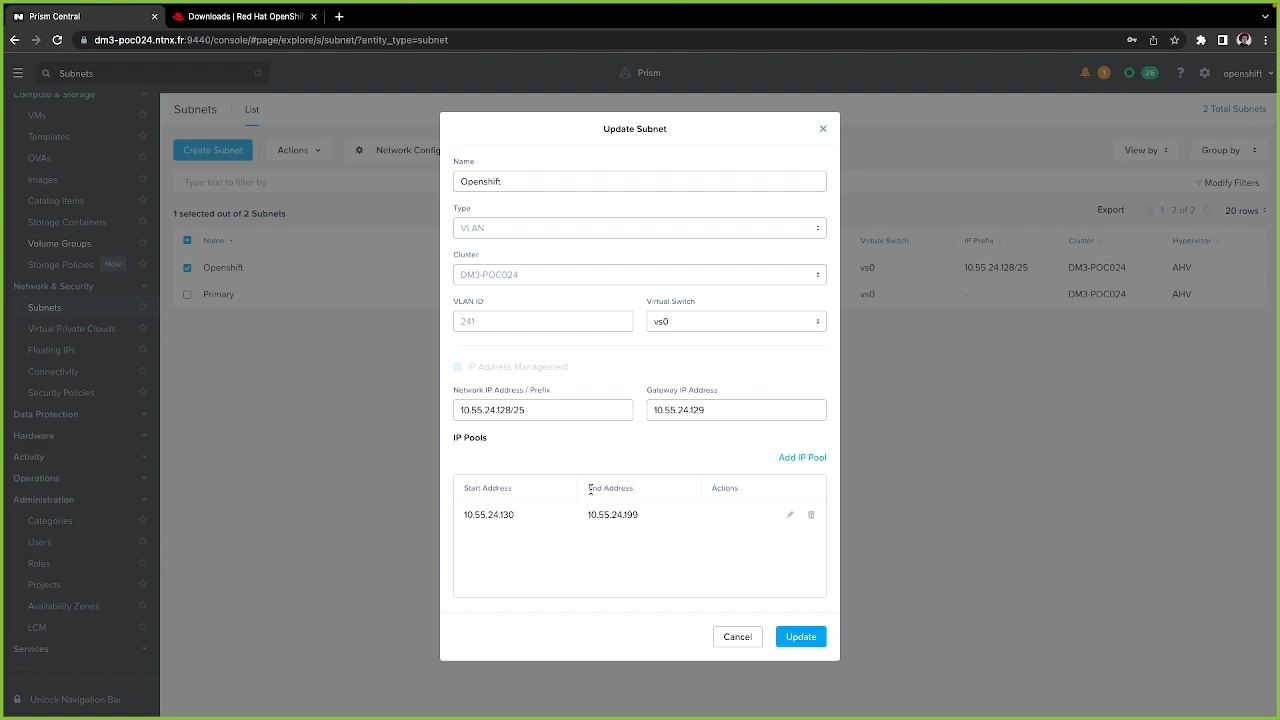 Prism Central
Downloads | Red Hat OpenShif
dm3-poc024.ntnx.fr:9440/console/#page/explore/s/subnet/?entity_type=subnet
Subnets
Prism
1
26
?
openshift
Compute & Storage
VMs
Templates
OVAs
Images
Catalog Items
Storage Containers
Volume Groups
Storage Policies New
Network & Security
Subnets
Virtual Private Clouds
Floating IPs
Connectivity
Security Policies
Data Protection
Hardware
Activity
Operations
Administration
Categories
Users
Roles
Projects
Availability Zones
LCM
Services
Unlock Navigation Bar
Subnets List
2 Total Subnets
Create Subnet Actions Network Config
View by Group by
Type text to filter by
Modify Filters
1 selected out of 2 Subnets
Export 1 - 2 of 2 20 rows
Name Virtual Switch IP Prefix Cluster Hypervisor
Openshift vs0 10.55.24.128/25 DM3-POC024 AHV
Primary vs0 - DM3-POC024 AHV
Update Subnet
Name
Openshift
Type
VLAN
Cluster
DM3-POC024
VLAN ID Virtual Switch
241 vs0
IP Address Management
Network IP Address / Prefix Gateway IP Address
10.55.24.128/25 10.55.24.129
IP Pools
Add IP Pool
Start Address End Address Actions
10.55.24.130 10.55.24.199
Cancel Update